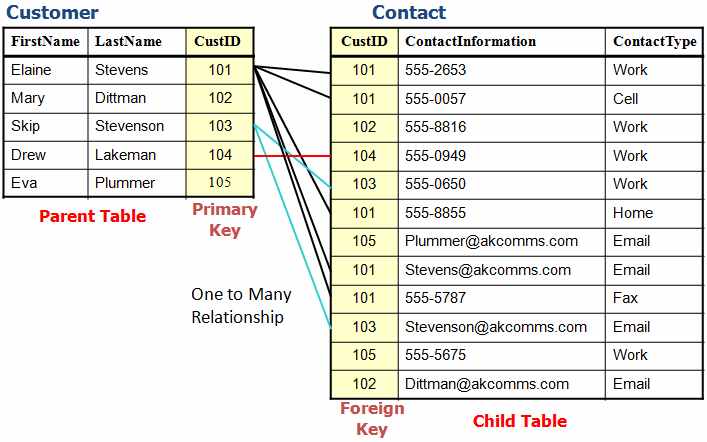 Customer
FirstName LastName CustID
Elaine Stevens 101
Mary Dittman 102
Skip Stevenson 103
Drew Lakeman 104
Eva Plummer 105
Parent Table
Primary
Key
One to Many
Relationship
Contact
CustID ContactInformation ContactType
101 555-2653 Work
101 555-0057 Cell
102 555-8816 Work
104 555-0949 Work
103 555-0650 Work
101 555-8855 Home
105 Plummer@akcomms.com Email
101 Stevens@akcomms.com Email
101 555-5787 Fax
103 Stevenson@akcomms.com Email
105 555-5675 Work
102 Dittman@akcomms.com Email
Foreign
Key
Child Table